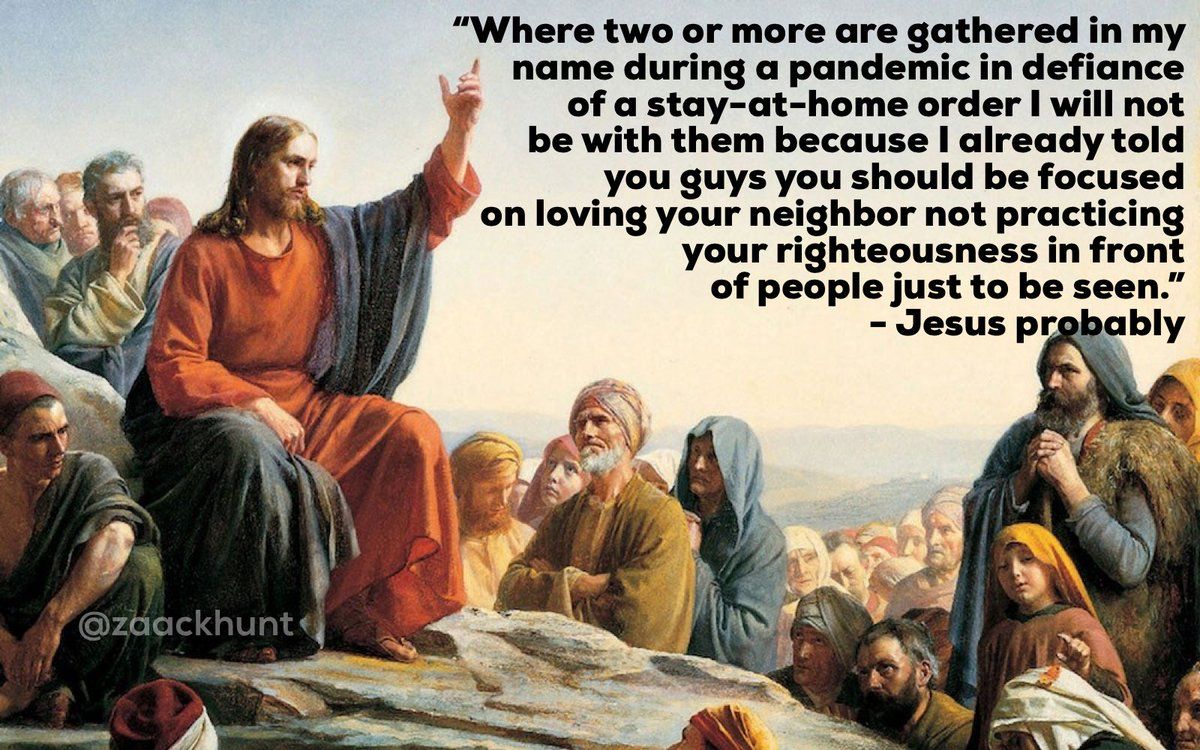 “Where two or more are gathered in my
name during a pandemic in defiance
of a stay-at-home order I will not
be with them because I already told
you guys you should be focused
on loving your neighbor not practicing
your righteousness in front
of people just to be seen.”
- Jesus probably
@zaackhunt